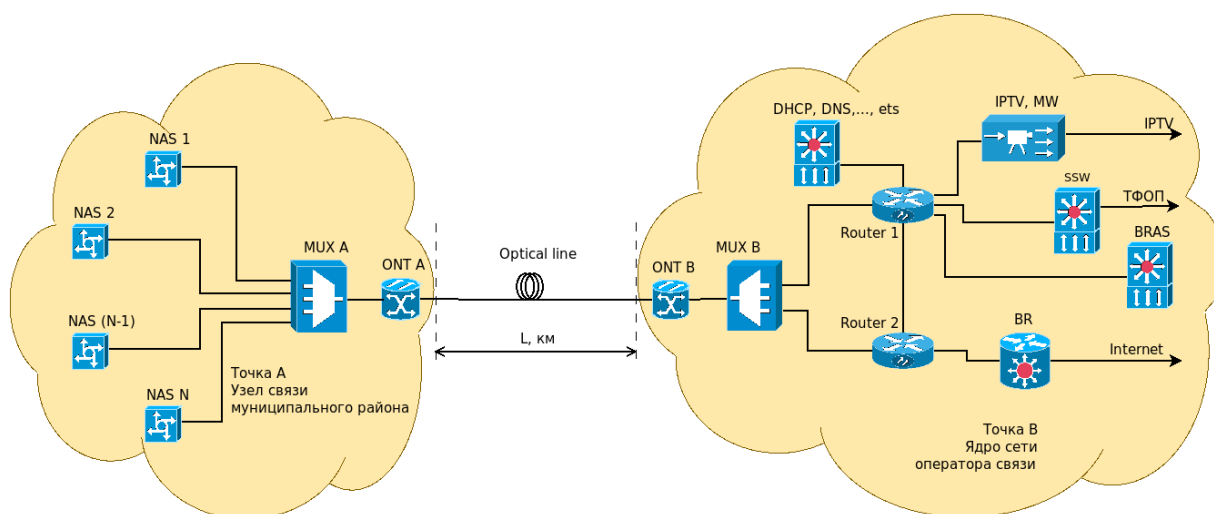 NAS 1
NAS 2
NAS (N-1)
NAS N
MUX A
ONT A
Точка А
Узел связи
муниципального района
Optical line
L, км
ONT B
MUX B
DHCP, DNS,..., ets
IPTV, MW
IPTV
SSW
ТФОП
Router 1
BRAS
Router 2
BR
Internet
Точка B
Ядро сети
оператора связи